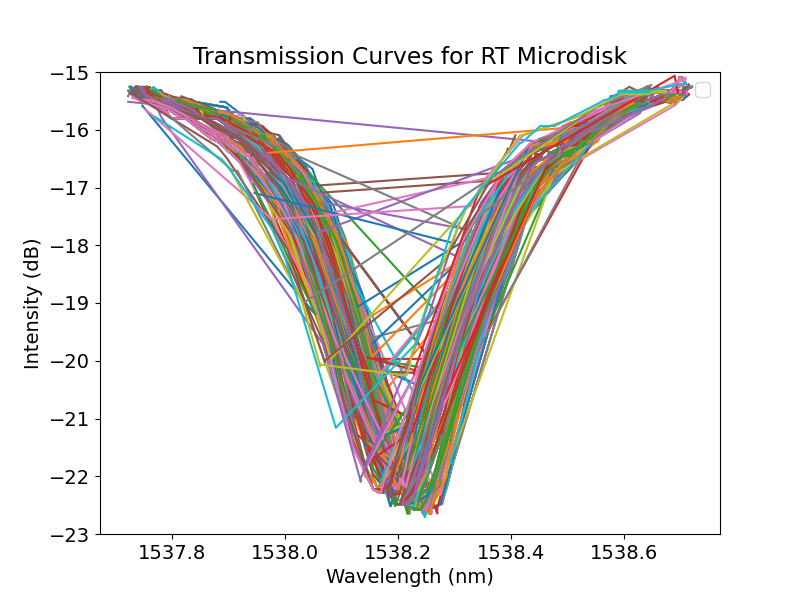 Transmission Curves for RT Microdisk
−15
−16
−17
−18
−19
−20
−21
−22
−23
Intensity (dB)
1537.8 1538.0 1538.2 1538.4 1538.6
Wavelength (nm)